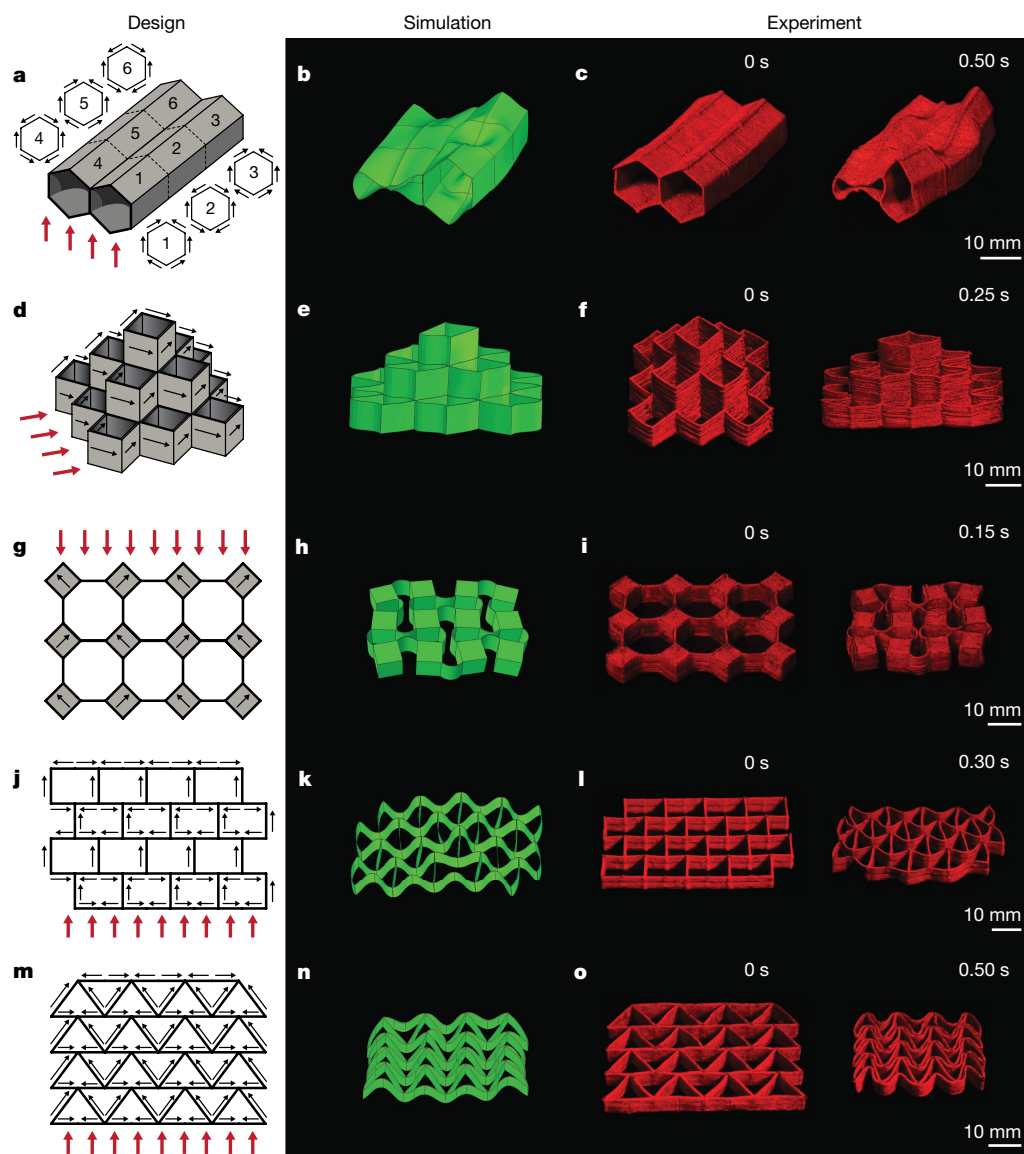 Design Simulation Experiment
a 6 5 4 6 3 5 2 4 1 3 2 1
b
c 0 s 0.50 s
10 mm
d
e
f 0 s 0.25 s
10 mm
g
h
i 0 s 0.15 s
10 mm
j
k
l 0 s 0.30 s
10 mm
m
n
o 0 s 0.50 s
10 mm